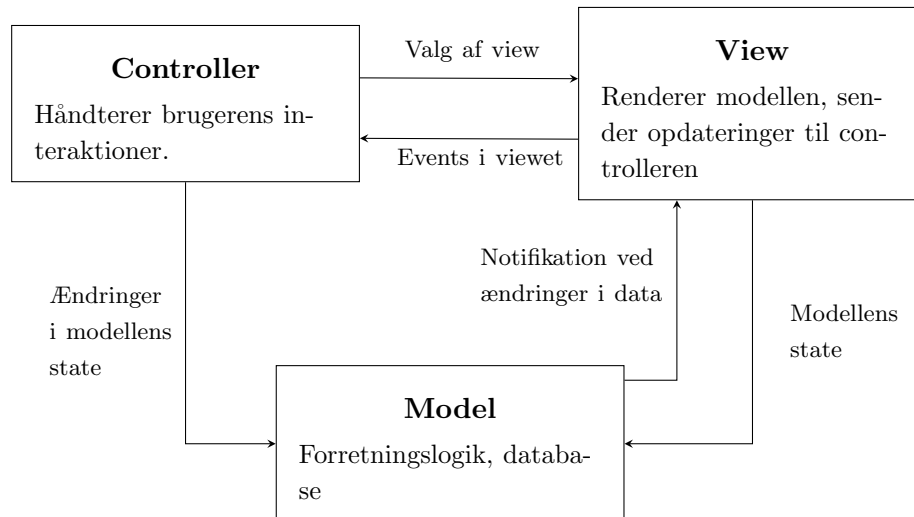 Controller
Håndterer brugerens in-
teraktioner.
Valg af view
Events i viewet
View
Renderer modellen, sen-
der opdateringer til con-
trolleren
Ændringer
i modellens
state
Notifikation ved
ændringer i data
Modellens
state
Model
Forretningslogik, databa-
se